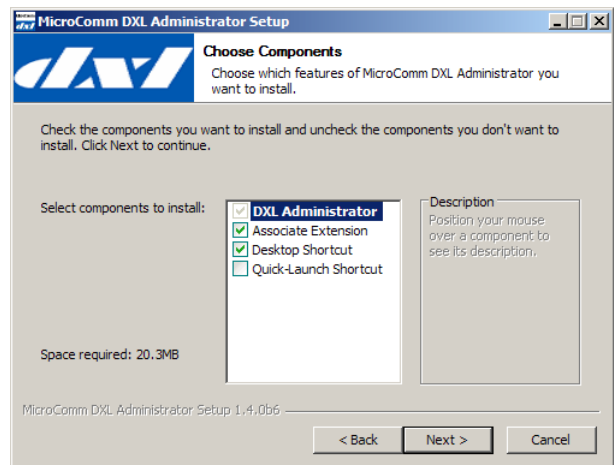 MicroComm DXL Administrator Setup
dxl
Choose Components
Choose which features of MicroComm DXL Administrator you
want to install.
Check the components you want to install and uncheck the components you don't want to
install. Click Next to continue.
Select components to install:
DXL Administrator
Associate Extension
Desktop Shortcut
Quick-Launch Shortcut
Description
Position your mouse
over a component to
see its description.
Space required: 20.3MB
MicroComm DXL Administrator Setup 1.4.0b6
< Back
Next >
Cancel